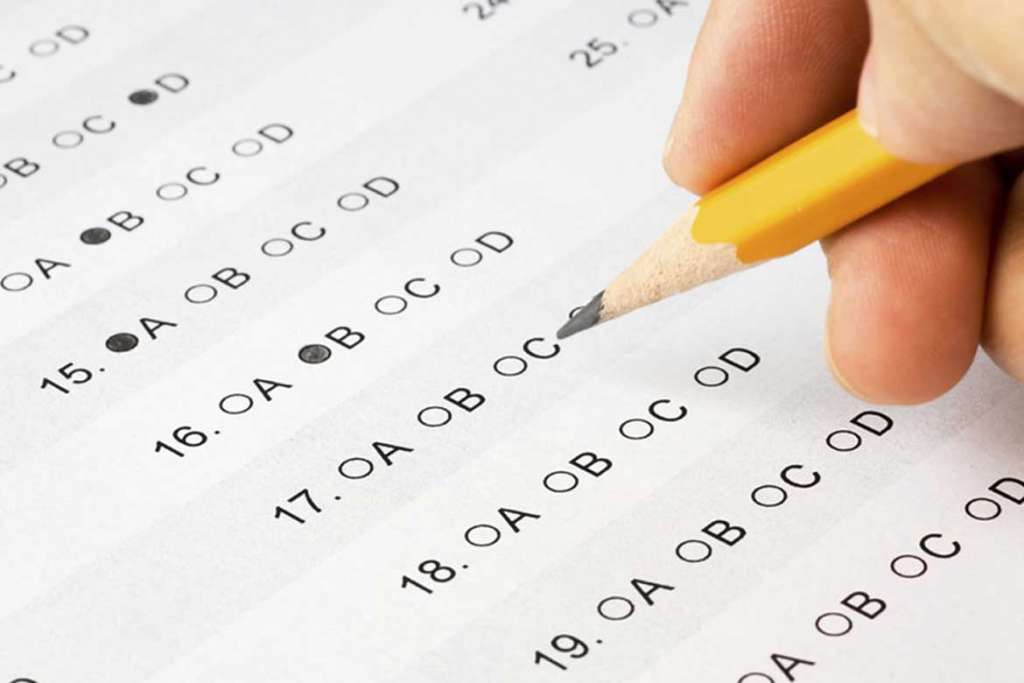 C D
B C D
A B C D
15. A B C D
16. A B C D
17. A B C
18. A B C D
19. A B C D
A B C D
24
25. A